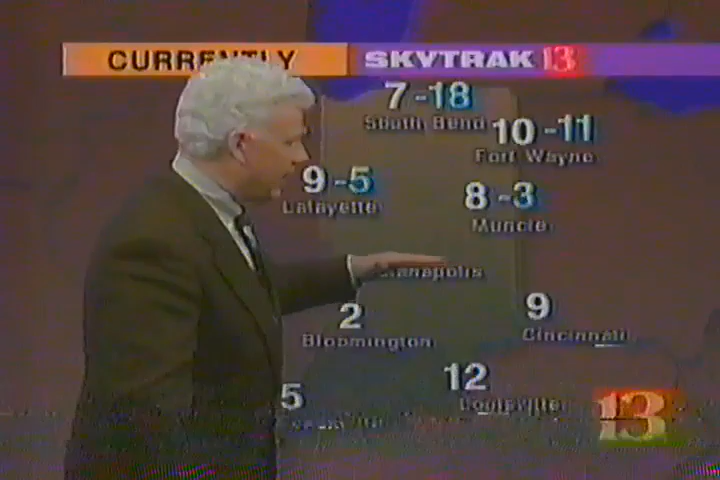 CURRENTLY SKYTRAK 13
7 -18
South Bend
10 -11
Fort Wayne
9 -5
Lafayette
8 -3
Muncie
ianapolis
2
Bloomington
9
Cincinnati
12
Louisville
5
13